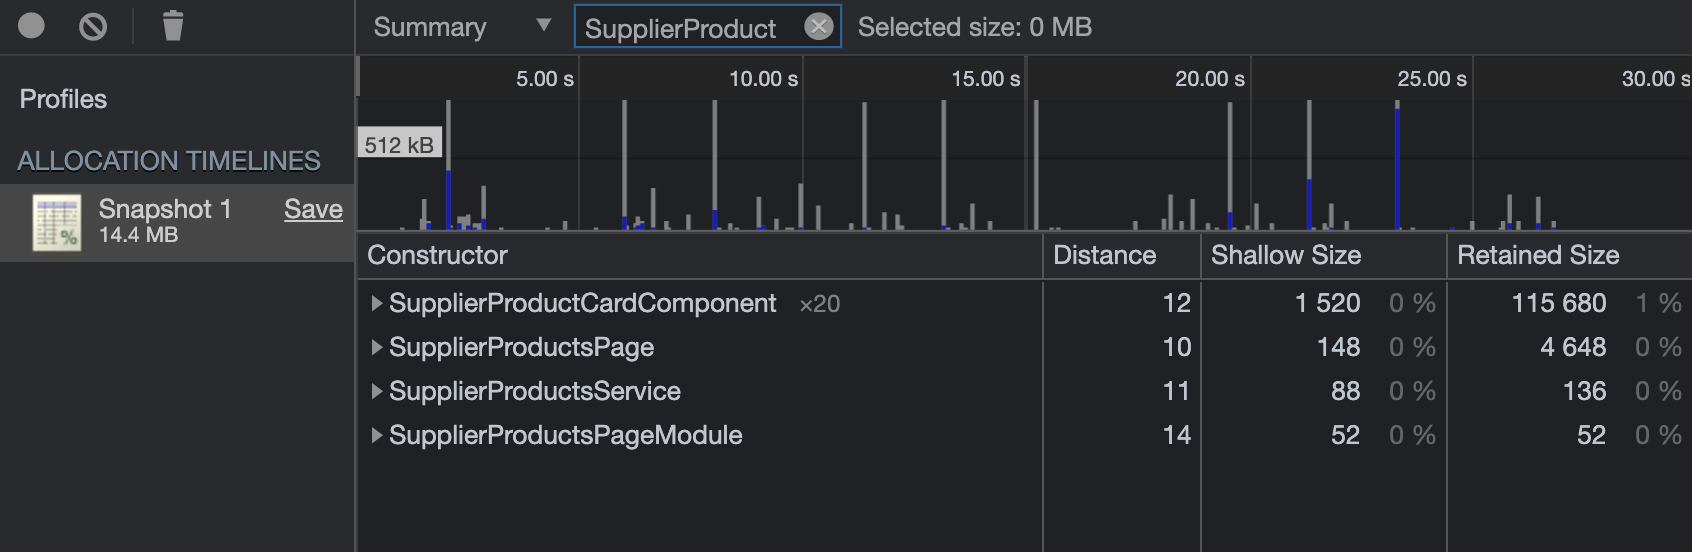 Summary ▼ SupplierProduct Selected size: 0 MB
5.00 s 10.00 s 15.00 s 20.00 s 25.00 s 30.00 s
Profiles
512 kB
ALLOCATION TIMELINES
Snapshot 1 Save
14.4 MB
%
Constructor Distance Shallow Size Retained Size
SupplierProductCardComponent ×20 12 1 520 0 % 115 680 1 %
SupplierProductsPage 10 148 0 % 4 648 0 %
SupplierProductsService 11 88 0 % 136 0 %
SupplierProductsPageModule 14 52 0 % 52 0 %